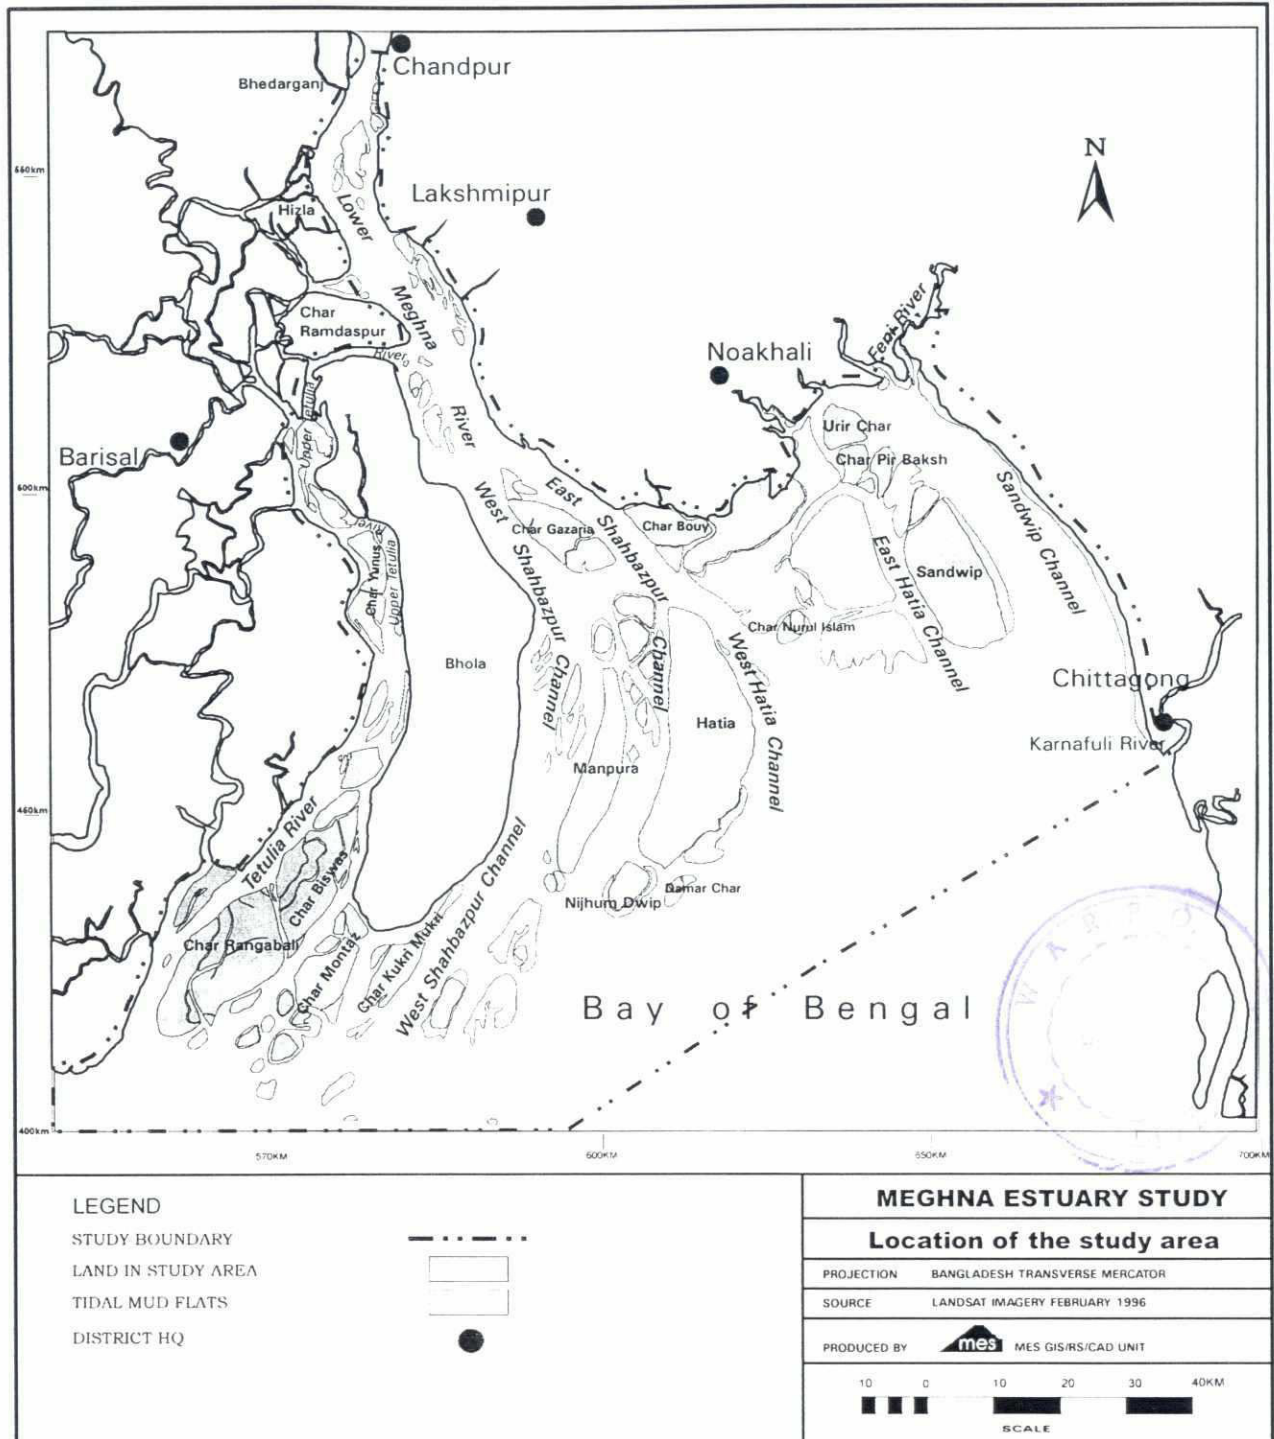 Chandpur
Bhedarganj
N
550km
Lakshmipur
Hizla
Lower
Meghna
River
Char
Ramdaspur
River
Feni River
Noakhali
Upper Tetulia
Urir Char
Barisal
Char Pir Baksh
500km
West Shahbazpur Channel
East Shahbazpur Channel
Sandwip Channel
Char Gazaria
Char Bouy
River
Char Yunus
Upper Tetulia
East Hatia Channel
Sandwip
Char Nurul Islam
West Hatia Channel
Bhola
Chittagong
Hatia
Karnafuli River
Manpura
450km
Tetulia River
Char Biswas
Damar Char
Nijhum Dwip
Char Rangabali
Char Montaz
Char Kukri Mukri
West Shahbazpur Channel
WARPO
Bay of Bengal
400km
570KM
600KM
650KM
700KM
LEGEND
STUDY BOUNDARY
LAND IN STUDY AREA
TIDAL MUD FLATS
DISTRICT HQ
MEGHNA ESTUARY STUDY
Location of the study area
PROJECTION BANGLADESH TRANSVERSE MERCATOR
SOURCE LANDSAT IMAGERY FEBRUARY 1996
PRODUCED BY mes MES GIS/RS/CAD UNIT
10 0 10 20 30 40KM
SCALE